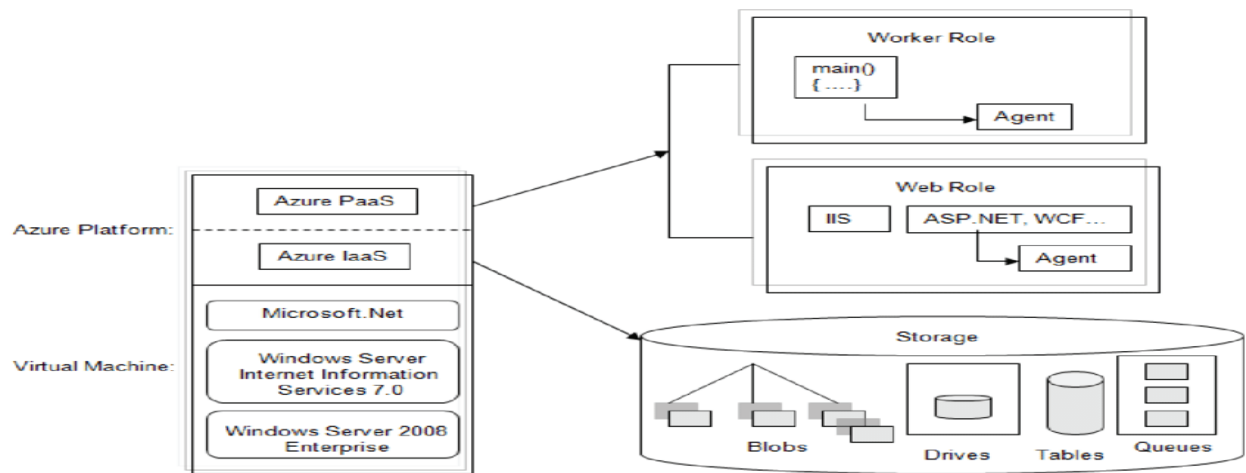 Azure Platform:
Azure PaaS
Azure IaaS
Virtual Machine:
Microsoft.Net
Windows Server
Internet Information
Services 7.0
Windows Server 2008
Enterprise
Worker Role
main()
{ ....}
Agent
Web Role
IIS
ASP.NET, WCF...
Agent
Storage
Blobs
Drives
Tables
Queues